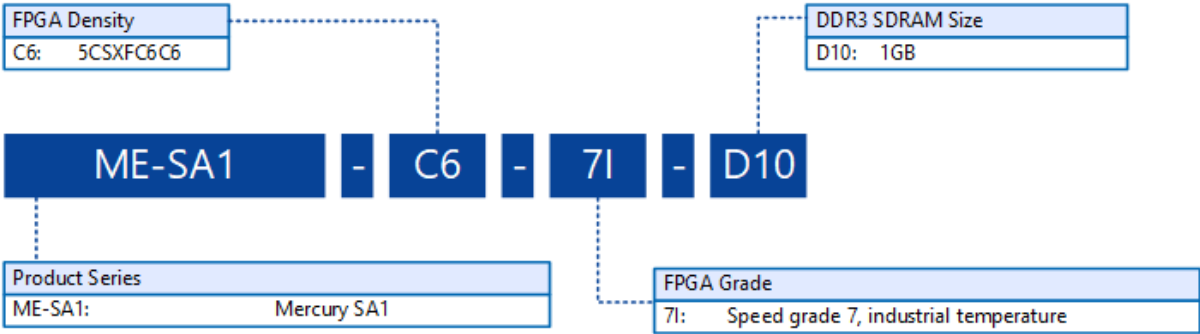 FPGA Density
C6: 5CSXFC6C6
DDR3 SDRAM Size
D10: 1GB
ME-SA1 - C6 - 7I - D10
Product Series
ME-SA1: Mercury SA1
FPGA Grade
7I: Speed grade 7, industrial temperature